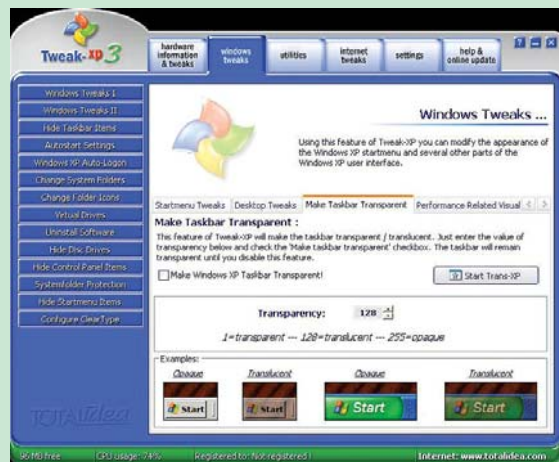 Tweak-XP 3
hardware
information
& tweaks
windows
tweaks
utilities
internet
tweaks
settings
help &
online update
Windows Tweaks I
Windows Tweaks II
Hide Taskbar Items
Autostart Settings
Windows XP Auto-Logon
Change System Folders
Change Folder Icons
Virtual Drives
Uninstall Software
Hide Disc Drives
Hide Control Panel Items
Systemfolder Protection
Hide Startmenu Items
Configure ClearType
TOTALidea
Windows Tweaks ...
Using this feature of Tweak-XP you can modify the appearance of
the Windows XP startmenu and several other parts of the
Windows XP user interface.
Startmenu Tweaks Desktop Tweaks Make Taskbar Transparent Performance Related Visual
Make Taskbar Transparent :
This feature of Tweak-XP will make the taskbar transparent / translucent. Just enter the value of
transparency below and check the 'Make taskbar transparent' checkbox. The taskbar will remain
transparent until you disable this feature.
Make Windows XP Taskbar Transparent!
Start Trans-XP
Transparency: 128
1=transparent --- 128=translucent --- 255=opaque
Examples:
Opaque Translucent Opaque Translucent
Start Start Start Start
96 MB free CPU usage: 74% Registered to: Not registered ! Internet: www.totalidea.com